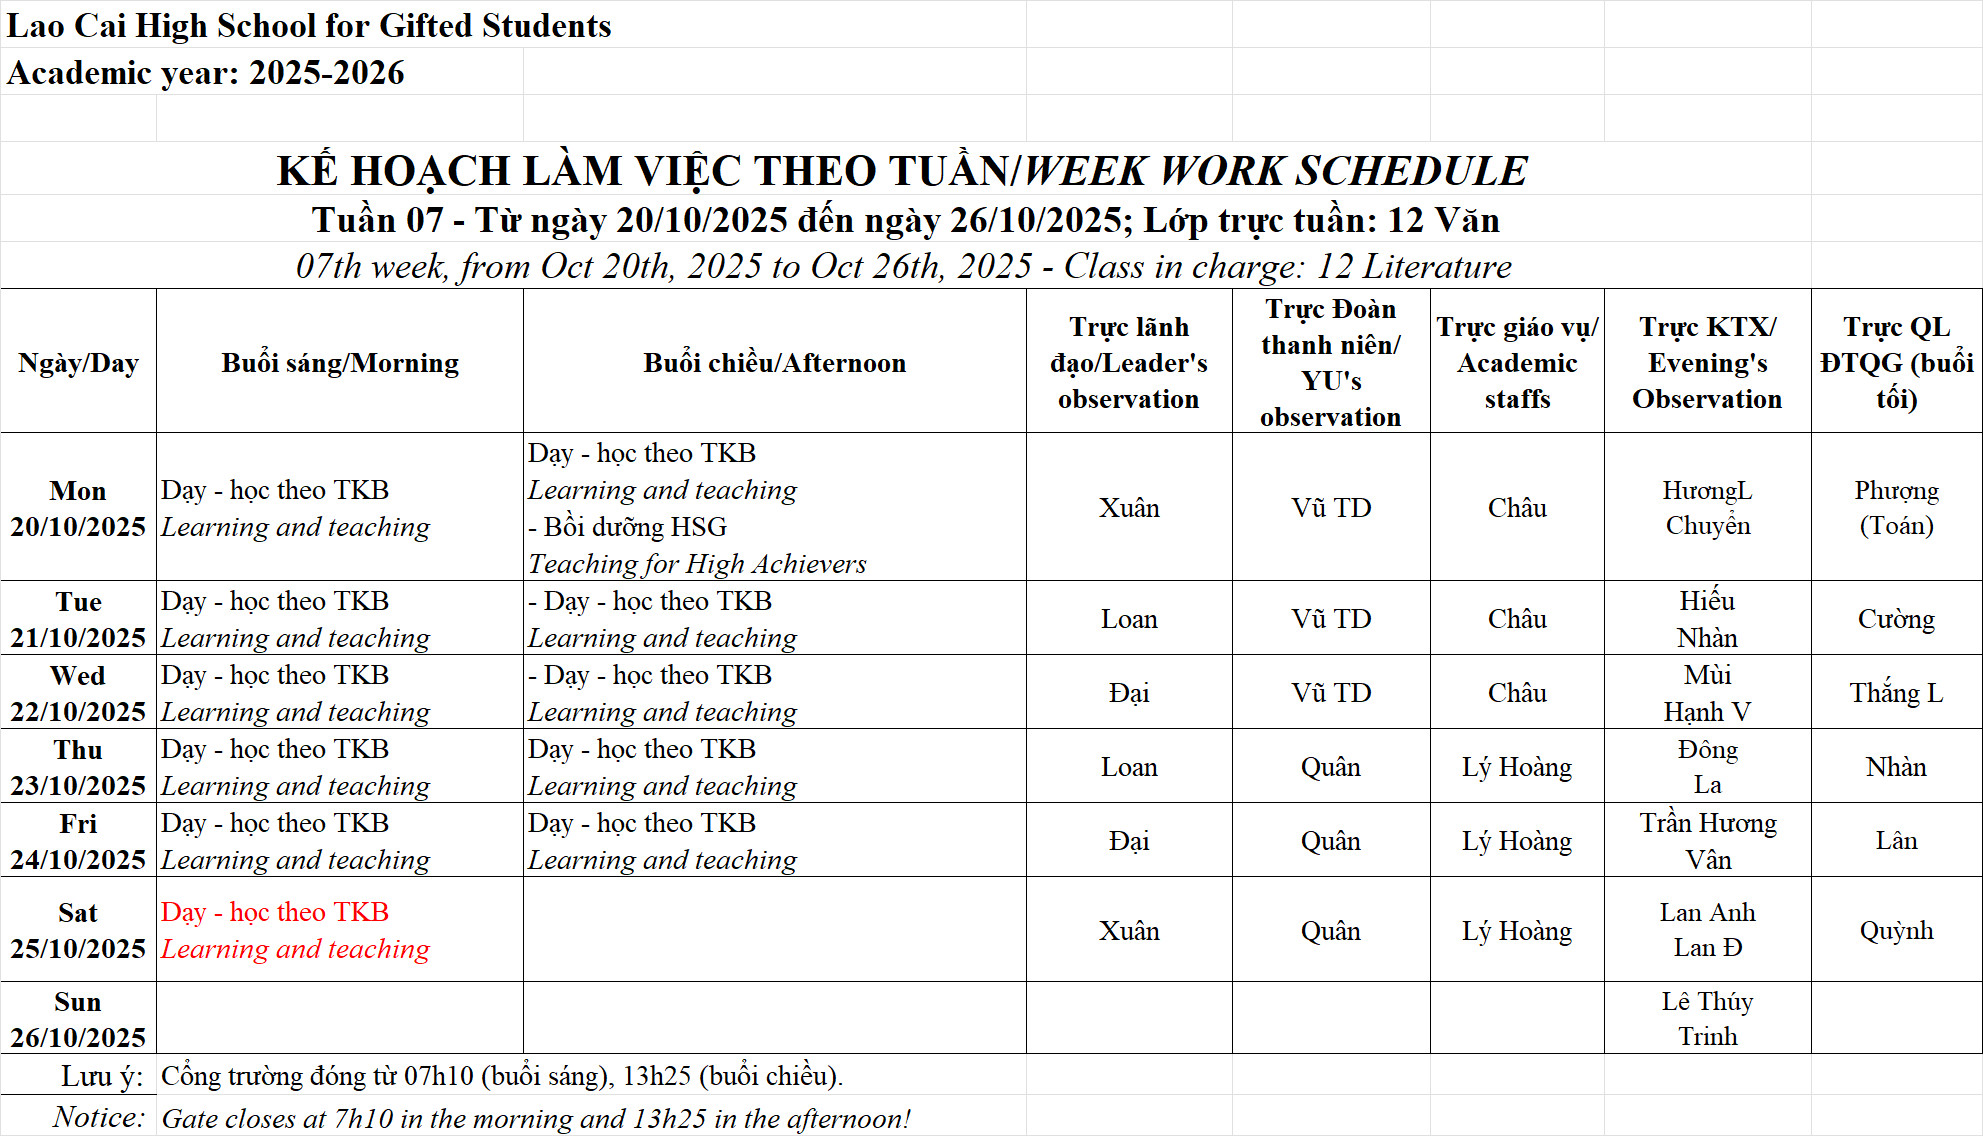 Lao Cai High School for Gifted Students
Academic year: 2025-2026
KẾ HOẠCH LÀM VIỆC THEO TUẦN/WEEK WORK SCHEDULE
Tuần 07 - Từ ngày 20/10/2025 đến ngày 26/10/2025; Lớp trực tuần: 12 Văn
07th week, from Oct 20th, 2025 to Oct 26th, 2025 - Class in charge: 12 Literature
Ngày/Day
Buổi sáng/Morning
Buổi chiều/Afternoon
Trực lãnh
đạo/Leader's
observation
Trực Đoàn
thanh niên/
YU's
observation
Trực giáo vụ/
Academic
staffs
Trực KTX/
Evening's
Observation
Trực QL
ĐTQG (buổi
tối)
Mon
20/10/2025
Dạy - học theo TKB
Learning and teaching
Dạy - học theo TKB
Learning and teaching
- Bồi dưỡng HSG
Teaching for High Achievers
Xuân
Vũ TD
Châu
HươngL
Chuyển
Phượng
(Toán)
Tue
21/10/2025
Dạy - học theo TKB
Learning and teaching
- Dạy - học theo TKB
Learning and teaching
Loan
Vũ TD
Châu
Hiếu
Nhàn
Cường
Wed
22/10/2025
Dạy - học theo TKB
Learning and teaching
- Dạy - học theo TKB
Learning and teaching
Đại
Vũ TD
Châu
Mùi
Hạnh V
Thắng L
Thu
23/10/2025
Dạy - học theo TKB
Learning and teaching
Dạy - học theo TKB
Learning and teaching
Loan
Quân
Lý Hoàng
Đông
La
Nhàn
Fri
24/10/2025
Dạy - học theo TKB
Learning and teaching
Dạy - học theo TKB
Learning and teaching
Đại
Quân
Lý Hoàng
Trần Hương
Vân
Lân
Sat
25/10/2025
Dạy - học theo TKB
Learning and teaching
Xuân
Quân
Lý Hoàng
Lan Anh
Lan Đ
Quỳnh
Sun
26/10/2025
Lê Thúy
Trinh
Lưu ý:
Cổng trường đóng từ 07h10 (buổi sáng), 13h25 (buổi chiều).
Notice:
Gate closes at 7h10 in the morning and 13h25 in the afternoon!